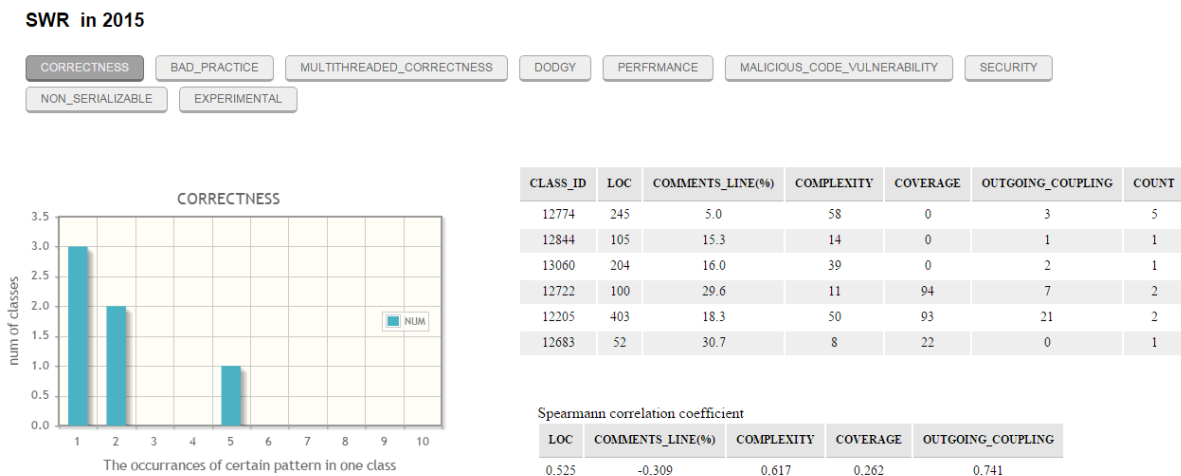 SWR in 2015
CORRECTNESS BAD_PRACTICE MULTITHREADED_CORRECTNESS DODGY PERFRMANCE MALICIOUS_CODE_VULNERABILITY SECURITY
NON_SERIALIZABLE EXPERIMENTAL
CORRECTNESS
3.5
3.0
2.5
2.0
1.5
1.0
0.5
0.0
num of classes
NUM
1 2 3 4 5 6 7 8 9 10
The occurrances of certain pattern in one class
CLASS_ID LOC COMMENTS_LINE(%) COMPLEXITY COVERAGE OUTGOING_COUPLING COUNT
12774 245 5.0 58 0 3 5
12844 105 15.3 14 0 1 1
13060 204 16.0 39 0 2 1
12722 100 29.6 11 94 7 2
12205 403 18.3 50 93 21 2
12683 52 30.7 8 22 0 1
Spearmann correlation coefficient
LOC COMMENTS_LINE(%) COMPLEXITY COVERAGE OUTGOING_COUPLING
0.525 -0.309 0.617 0.262 0.741